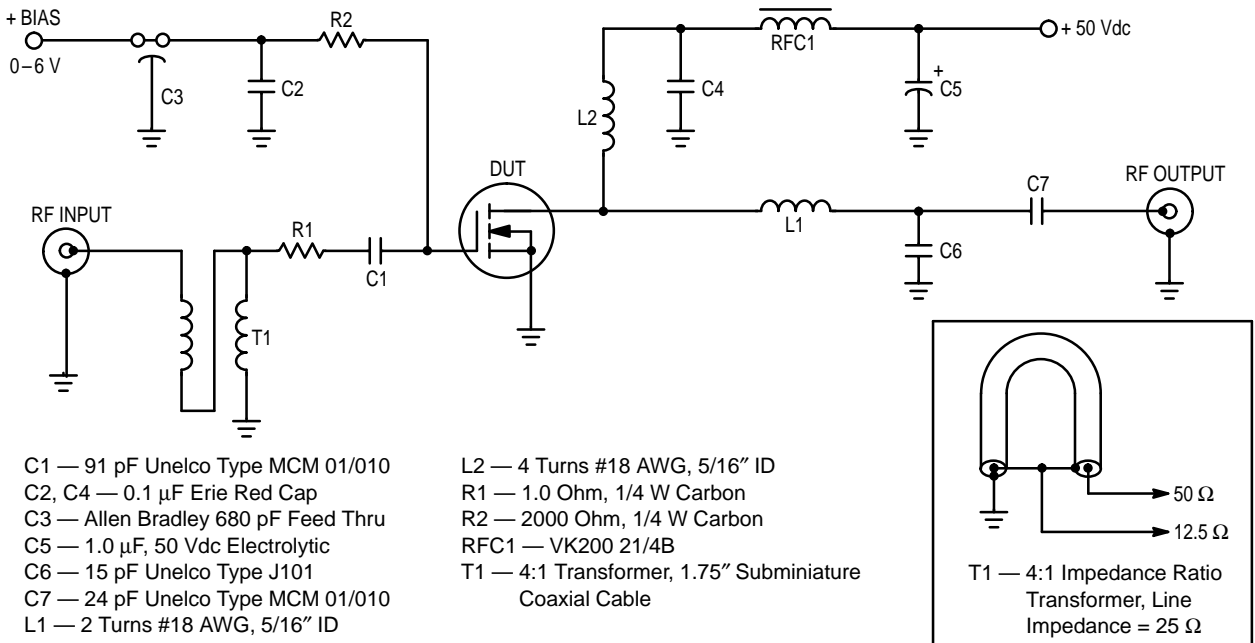 + BIAS
0–6 V
C3
C2
R2
RF INPUT
T1
R1
C1
DUT
L2
C4
RFC1
+
C5
+ 50 Vdc
L1
C6
C7
RF OUTPUT
C1 — 91 pF Unelco Type MCM 01/010
C2, C4 — 0.1 μF Erie Red Cap
C3 — Allen Bradley 680 pF Feed Thru
C5 — 1.0 μF, 50 Vdc Electrolytic
C6 — 15 pF Unelco Type J101
C7 — 24 pF Unelco Type MCM 01/010
L1 — 2 Turns #18 AWG, 5/16″ ID
L2 — 4 Turns #18 AWG, 5/16″ ID
R1 — 1.0 Ohm, 1/4 W Carbon
R2 — 2000 Ohm, 1/4 W Carbon
RFC1 — VK200 21/4B
T1 — 4:1 Transformer, 1.75″ Subminiature
Coaxial Cable
50 Ω
12.5 Ω
T1 — 4:1 Impedance Ratio
Transformer, Line
Impedance = 25 Ω